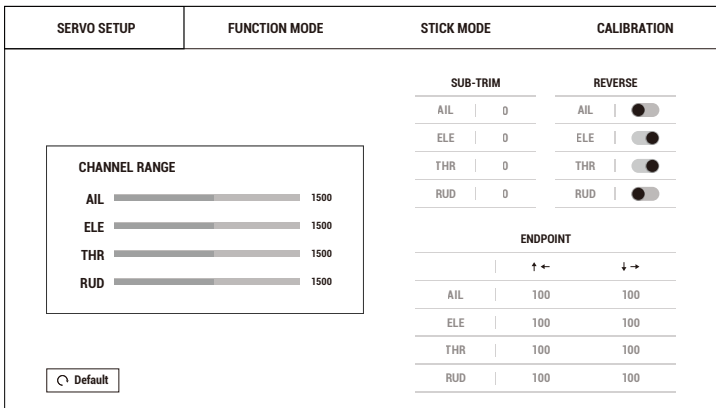 SERVO SETUP FUNCTION MODE STICK MODE CALIBRATION
CHANNEL RANGE
AIL 1500
ELE 1500
THR 1500
RUD 1500
Default
SUB-TRIM
AIL 0
ELE 0
THR 0
RUD 0
REVERSE
AIL
ELE
THR
RUD
ENDPOINT
↑ ← ↓ →
AIL 100 100
ELE 100 100
THR 100 100
RUD 100 100